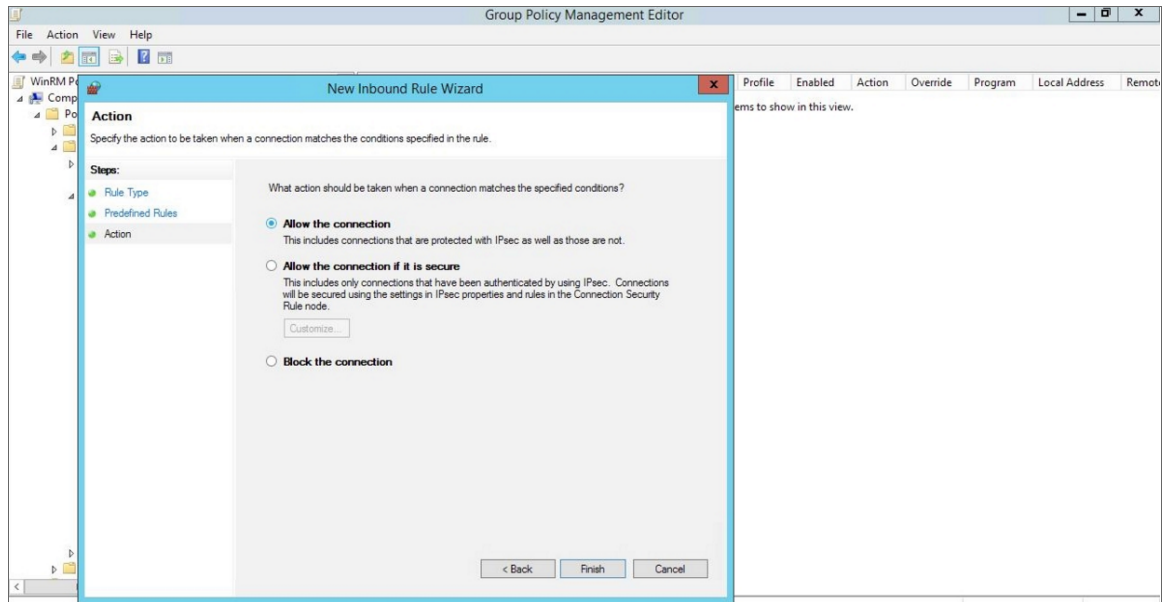 Group Policy Management Editor
File Action View Help
WinRM Po
Comp
Po
Profile Enabled Action Override Program Local Address Remot
ems to show in this view.
New Inbound Rule Wizard
Action
Specify the action to be taken when a connection matches the conditions specified in the rule.
Steps:
Rule Type
Predefined Rules
Action
What action should be taken when a connection matches the specified conditions?
Allow the connection
This includes connections that are protected with IPsec as well as those are not.
Allow the connection if it is secure
This includes only connections that have been authenticated by using IPsec. Connections
will be secured using the settings in IPsec properties and rules in the Connection Security
Rule node.
Customize...
Block the connection
< Back Finish Cancel